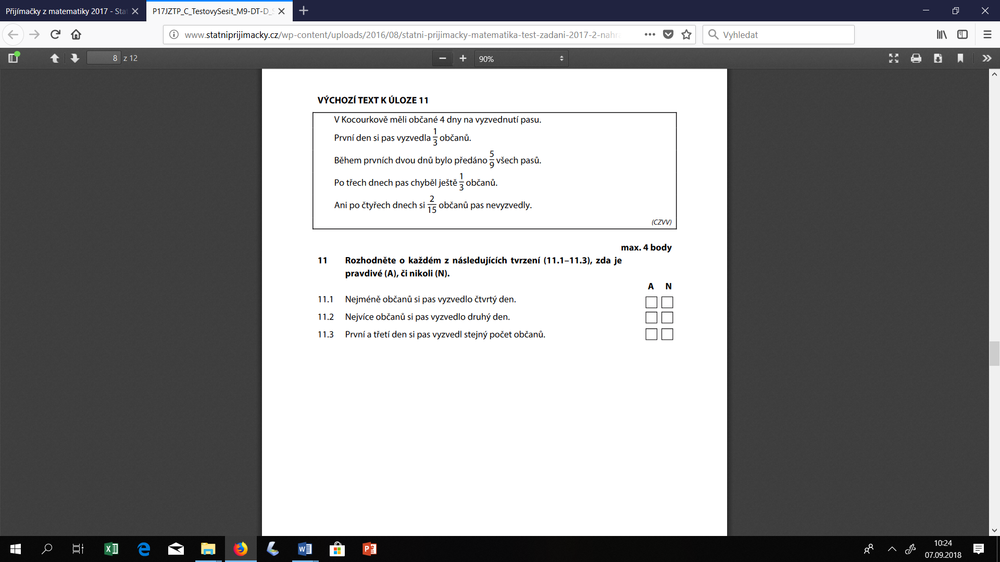 Přijímačky z matematiky 2017 - Stat
P17JZTP_C_TestovySesit_M9-DT-D_S
www.statniprijimacky.cz/wp-content/uploads/2016/08/statni-prijimacky-matematika-test-zadani-2017-2-nahra
Vyhledat
8 z 12
90%
VÝCHOZÍ TEXT K ÚLOZE 11
V Kocourkově měli občané 4 dny na vyzvednutí pasu.
První den si pas vyzvedla 1/3 občanů.
Během prvních dvou dnů bylo předáno 5/9 všech pasů.
Po třech dnech pas chyběl ještě 1/3 občanů.
Ani po čtyřech dnech si 2/15 občanů pas nevyzvedly.
(CZVV)
max. 4 body
11 Rozhodněte o každém z následujících tvrzení (11.1–11.3), zda je
pravdivé (A), či nikoli (N).
A N
11.1 Nejméně občanů si pas vyzvedlo čtvrtý den.
11.2 Nejvíce občanů si pas vyzvedlo druhý den.
11.3 První a třetí den si pas vyzvedl stejný počet občanů.
10:24
07.09.2018